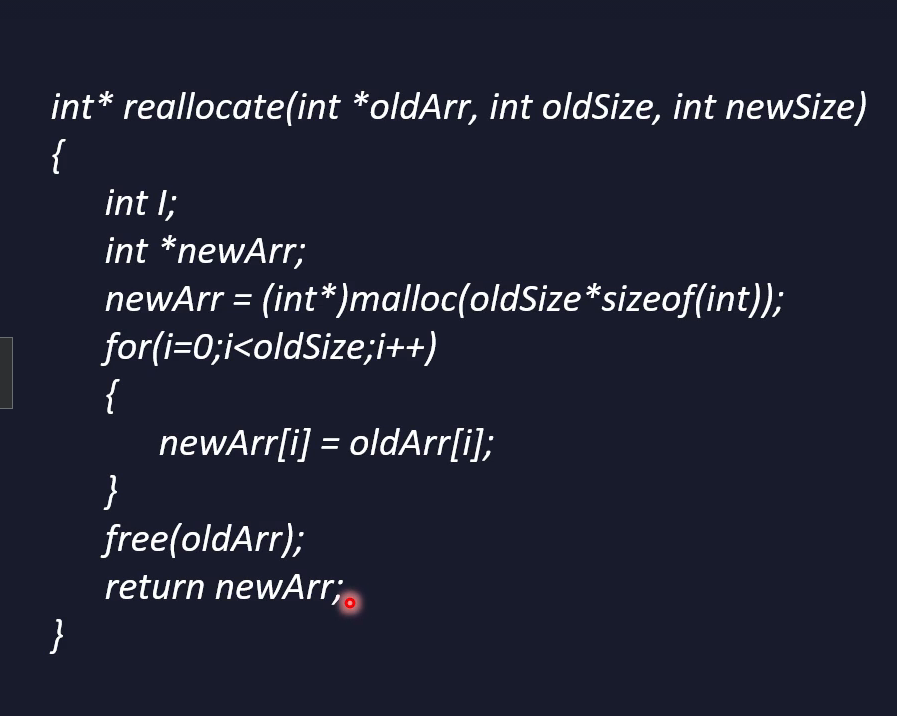 int* reallocate(int *oldArr, int oldSize, int newSize)
{
int I;
int *newArr;
newArr = (int*)malloc(oldSize*sizeof(int));
for(i=0;i<oldSize;i++)
{
newArr[i] = oldArr[i];
}
free(oldArr);
return newArr;
}